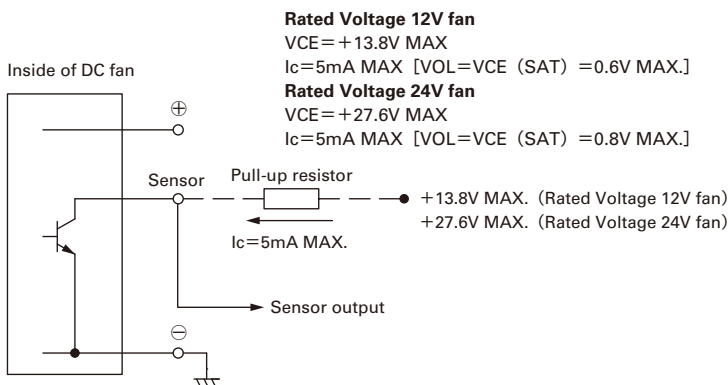 Rated Voltage 12V fan
VCE＝＋13.8V MAX
Ic＝5mA MAX［VOL＝VCE（SAT）＝0.6V MAX.］
Rated Voltage 24V fan
VCE＝＋27.6V MAX
Ic＝5mA MAX［VOL＝VCE（SAT）＝0.8V MAX.］
Inside of DC fan
⊕
Sensor
Pull-up resistor
＋13.8V MAX.（Rated Voltage 12V fan）
＋27.6V MAX.（Rated Voltage 24V fan）
Ic＝5mA MAX.
Sensor output
⊖